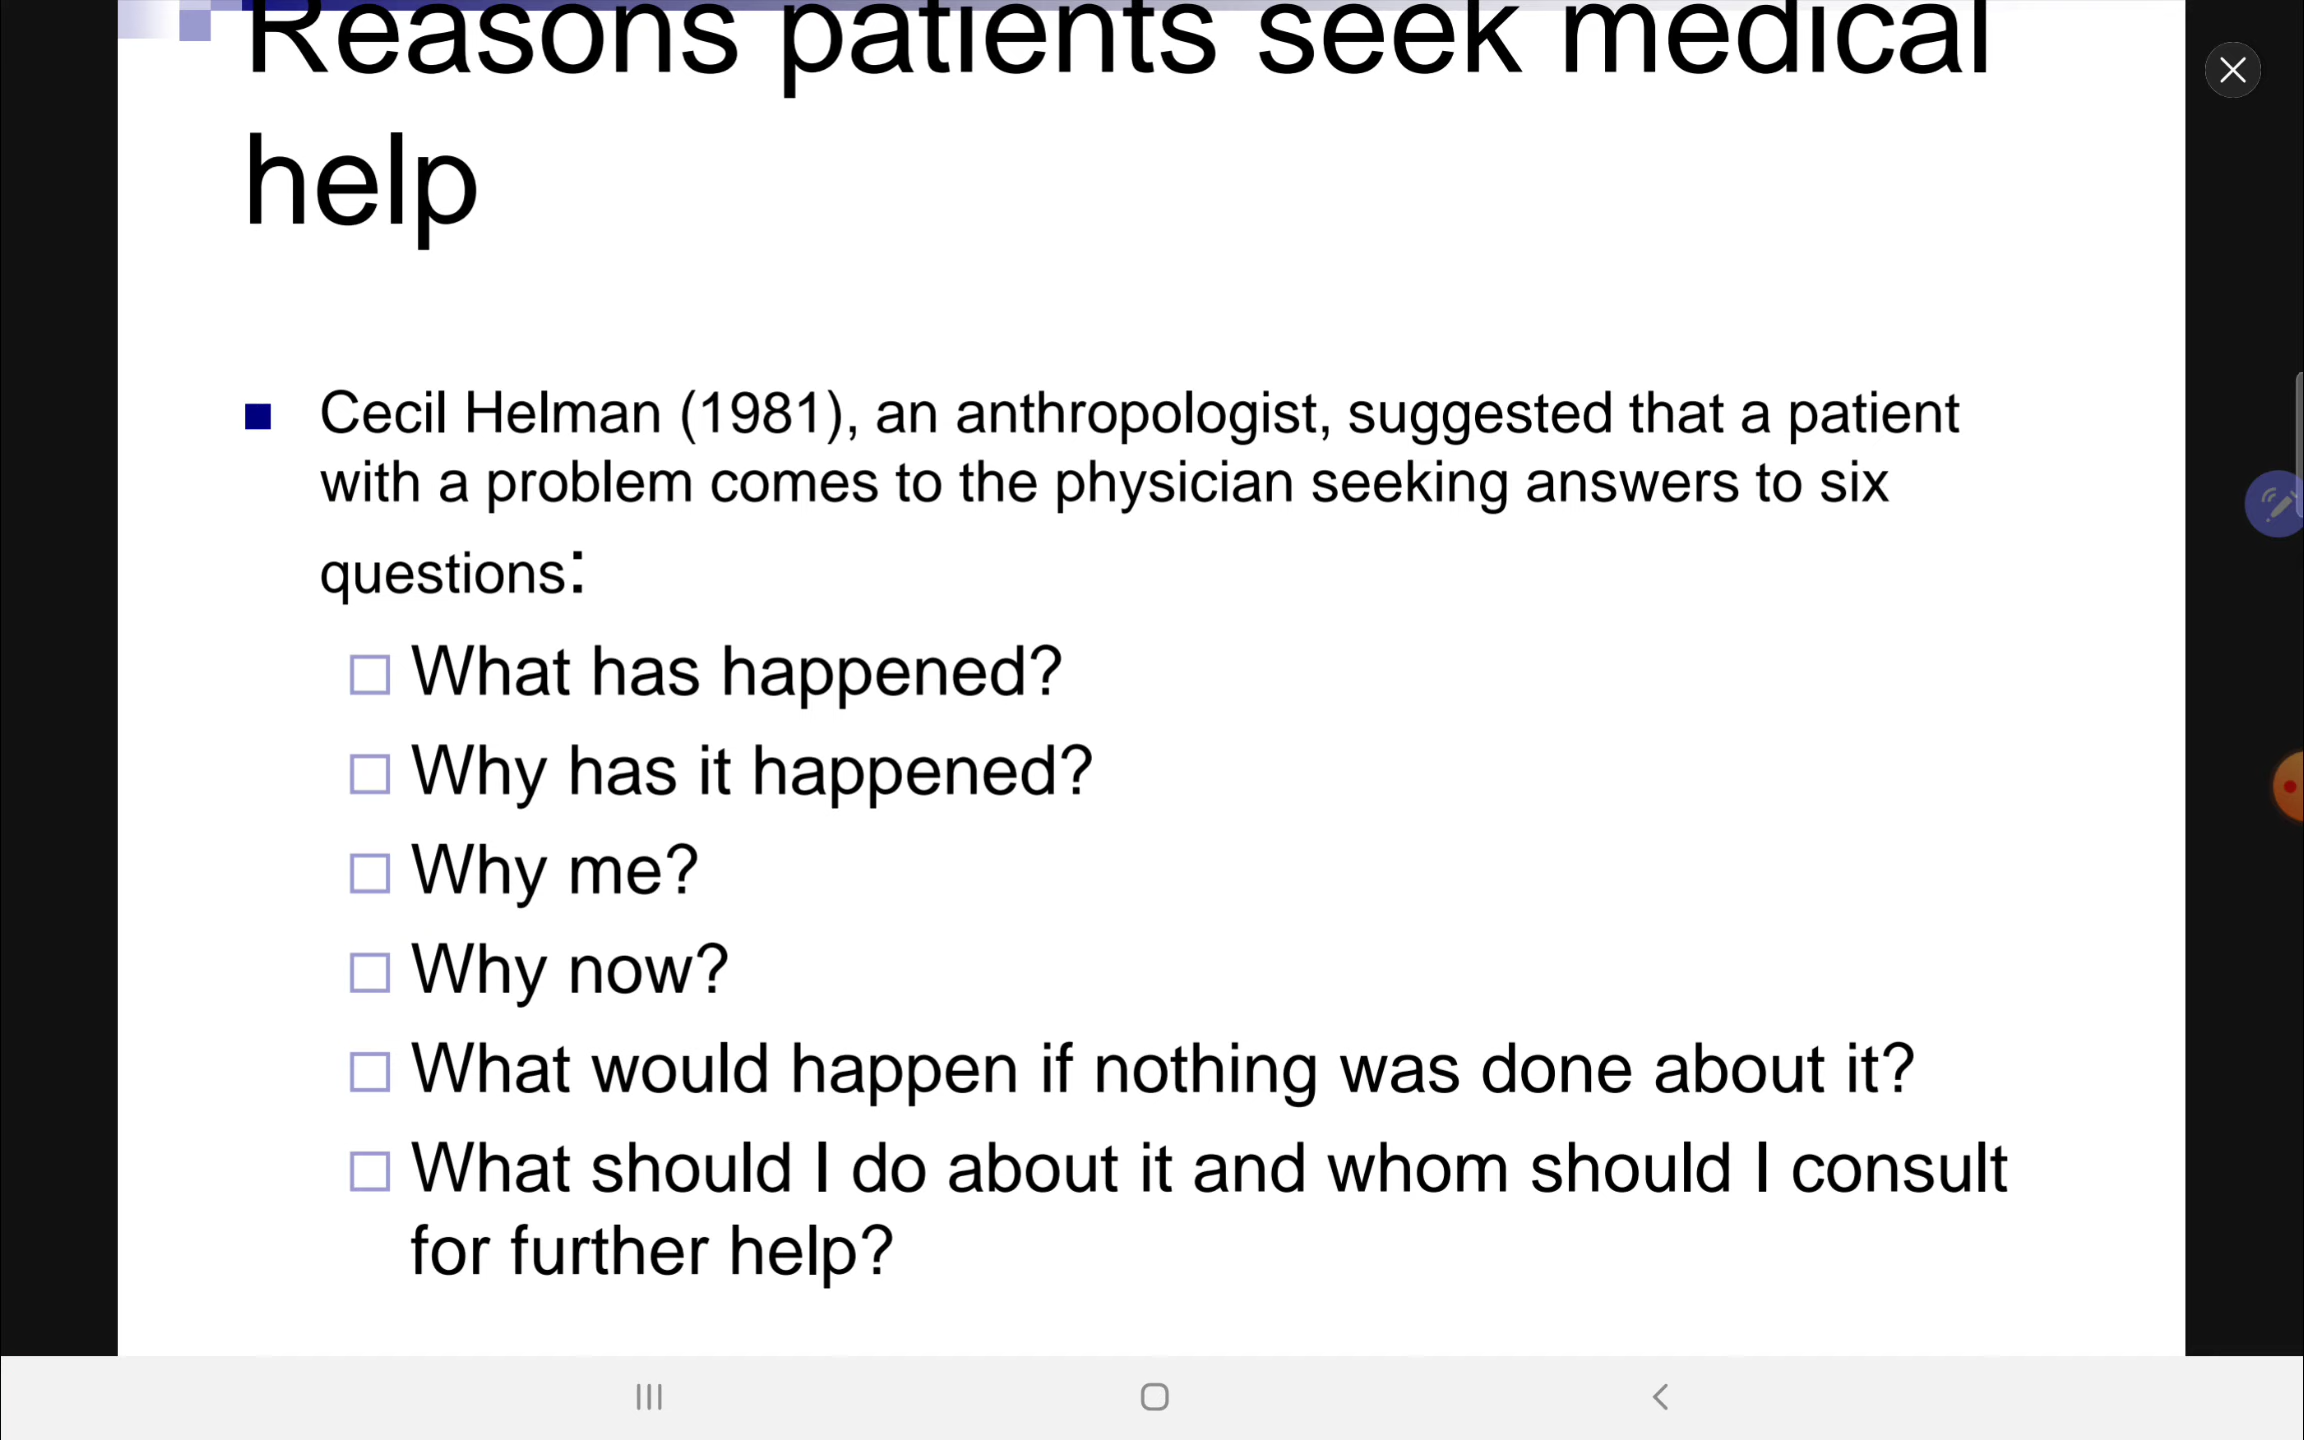 Reasons patients seek medical
help
Cecil Helman (1981), an anthropologist, suggested that a patient
with a problem comes to the physician seeking answers to six
questions:
What has happened?
Why has it happened?
Why me?
Why now?
What would happen if nothing was done about it?
What should I do about it and whom should I consult
for further help?